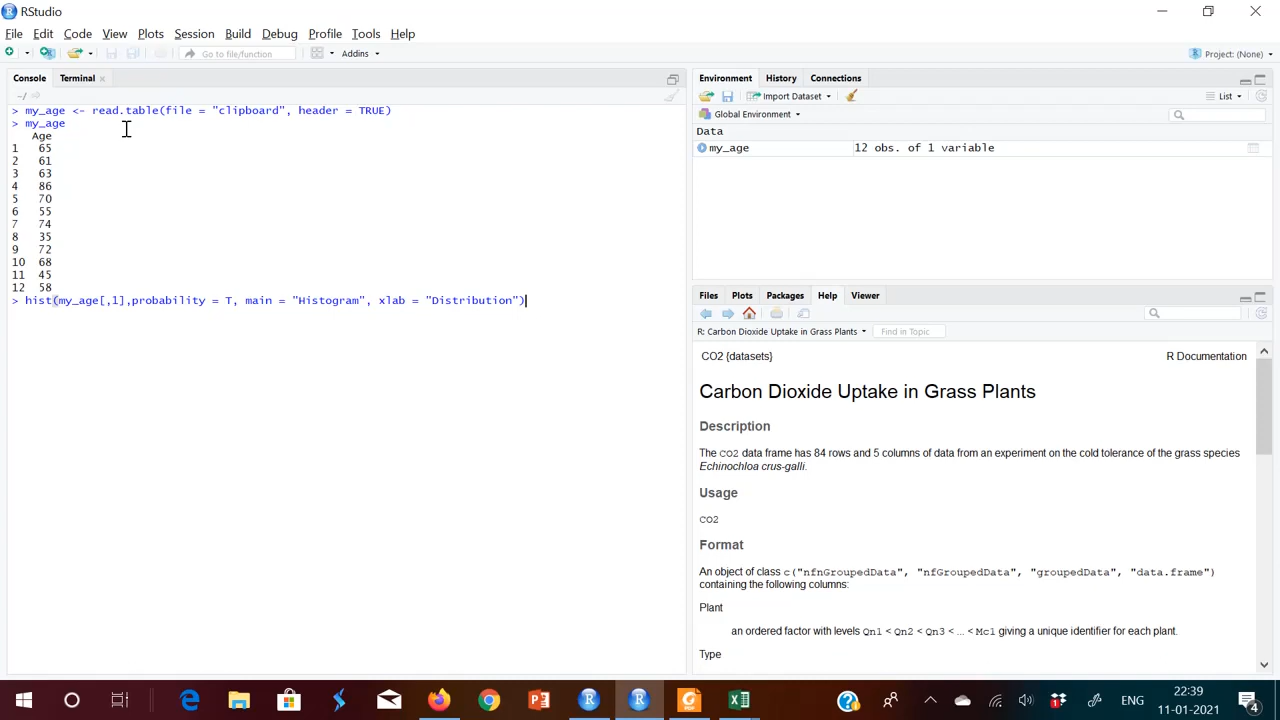 RStudio
File Edit Code View Plots Session Build Debug Profile Tools Help
Go to file/function Addins Project: (None)
Console Terminal
~/
> my_age <- read.table(file = "clipboard", header = TRUE)
> my_age
Age
1 65
2 61
3 63
4 86
5 70
6 55
7 74
8 35
9 72
10 68
11 45
12 58
> hist(my_age[,1],probability = T, main = "Histogram", xlab = "Distribution")
Environment History Connections
Import Dataset List
Global Environment
Data
my_age 12 obs. of 1 variable
Files Plots Packages Help Viewer
R: Carbon Dioxide Uptake in Grass Plants Find in Topic
CO2 {datasets} R Documentation
Carbon Dioxide Uptake in Grass Plants
Description
The CO2 data frame has 84 rows and 5 columns of data from an experiment on the cold tolerance of the grass species
Echinochloa crus-galli.
Usage
CO2
Format
An object of class c("nfnGroupedData", "nfGroupedData", "groupedData", "data.frame")
containing the following columns:
Plant
an ordered factor with levels Qn1 < Qn2 < Qn3 < ... < Mc1 giving a unique identifier for each plant.
Type
ENG
22:39
11-01-2021
4